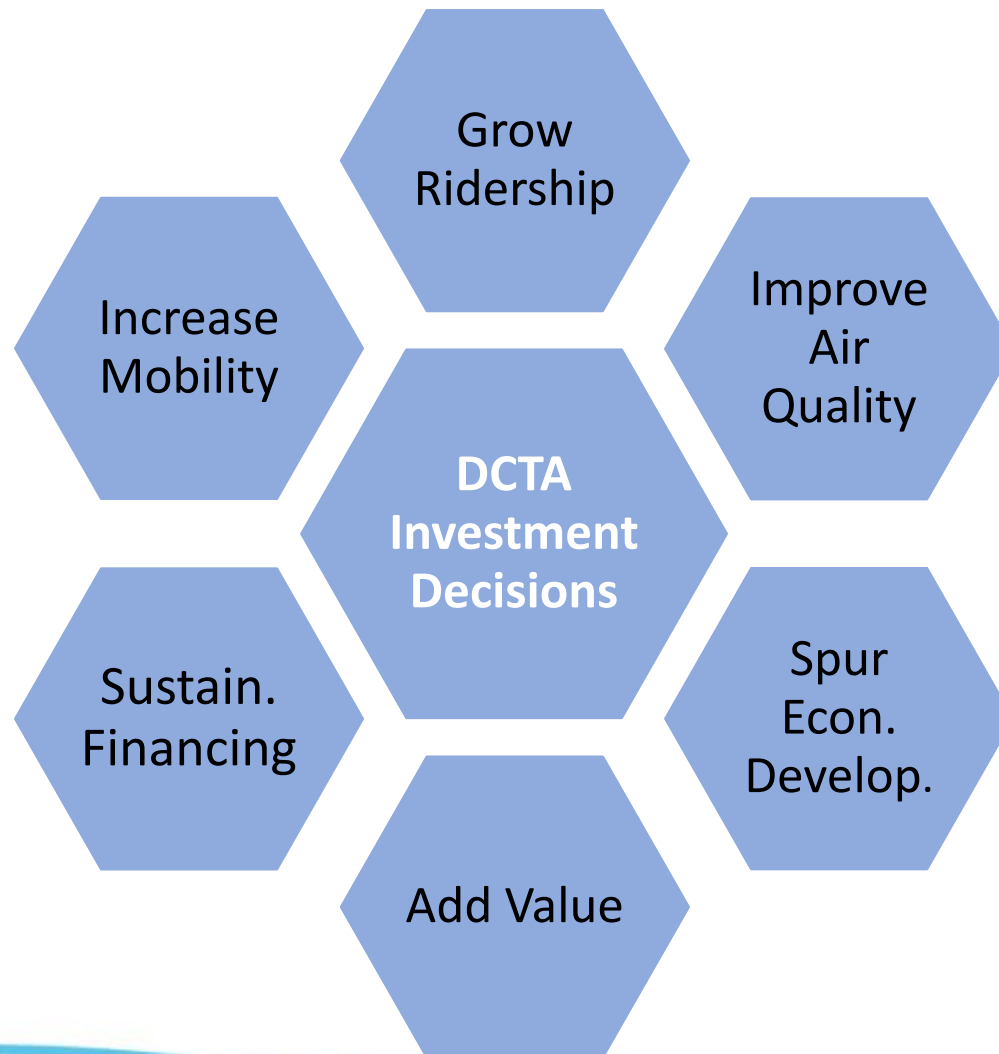 Grow
Ridership
Increase
Mobility
Improve
Air
Quality
DCTA
Investment
Decisions
Sustain.
Financing
Spur
Econ.
Develop.
Add Value